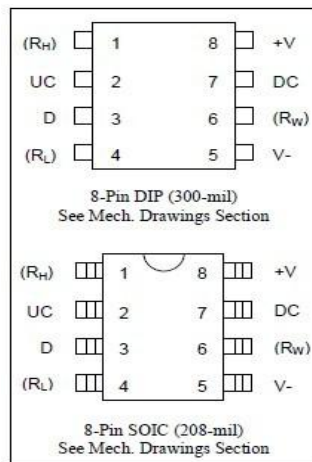 (RH) 1 8 +V
UC 2 7 DC
D 3 6 (RW)
(RL) 4 5 V-
8-Pin DIP (300-mil)
See Mech. Drawings Section
(RH) 1 8 +V
UC 2 7 DC
D 3 6 (RW)
(RL) 4 5 V-
8-Pin SOIC (208-mil)
See Mech. Drawings Section